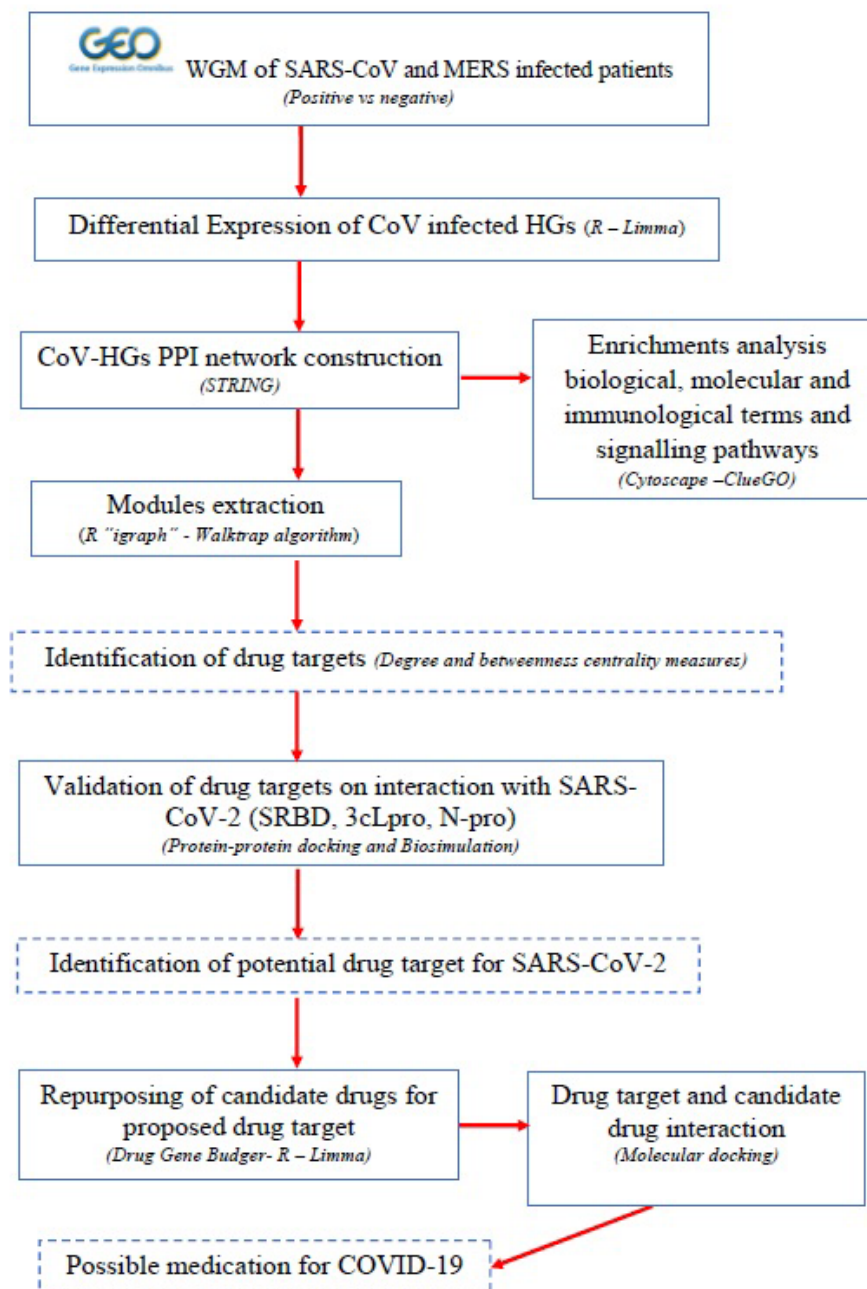 GEO
Gene Expression Omnibus
WGM of SARS-CoV and MERS infected patients
(Positive vs negative)
Differential Expression of CoV infected HGs (R – Limma)
CoV-HGs PPI network construction
(STRING)
Enrichments analysis
biological, molecular and
immunological terms and
signalling pathways
(Cytoscape –ClueGO)
Modules extraction
(R "igraph" - Walktrap algorithm)
Identification of drug targets (Degree and betweenness centrality measures)
Validation of drug targets on interaction with SARS-
CoV-2 (SRBD, 3cLpro, N-pro)
(Protein-protein docking and Biosimulation)
Identification of potential drug target for SARS-CoV-2
Repurposing of candidate drugs for
proposed drug target
(Drug Gene Budger- R – Limma)
Drug target and candidate
drug interaction
(Molecular docking)
Possible medication for COVID-19